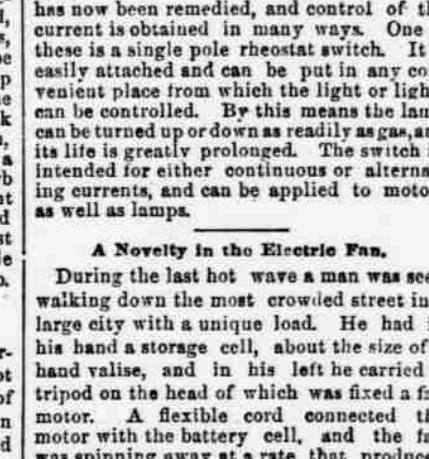 has now been remedied, and control of t
current is obtained in many ways. One
these is a single pole rheostat switch. It
easily attached and can be put in any co
venient place from which the light or ligh
can be controlled. By this means the lam
can be turned up or down as readily as gas, a
its life is greatly prolonged. The switch i
intended for either continuous or alterna
ing currents, and can be applied to moto
as well as lamps.
A Novelty in the Electric Fan.
During the last hot wave a man was see
walking down the most crowded street in
large city with a unique load. He had i
his hand a storage cell, about the size of
hand valise, and in his left he carried
tripod on the head of which was fixed a fa
motor. A flexible cord connected th
motor with the battery cell, and the fa
was spinning away at a rate that produce